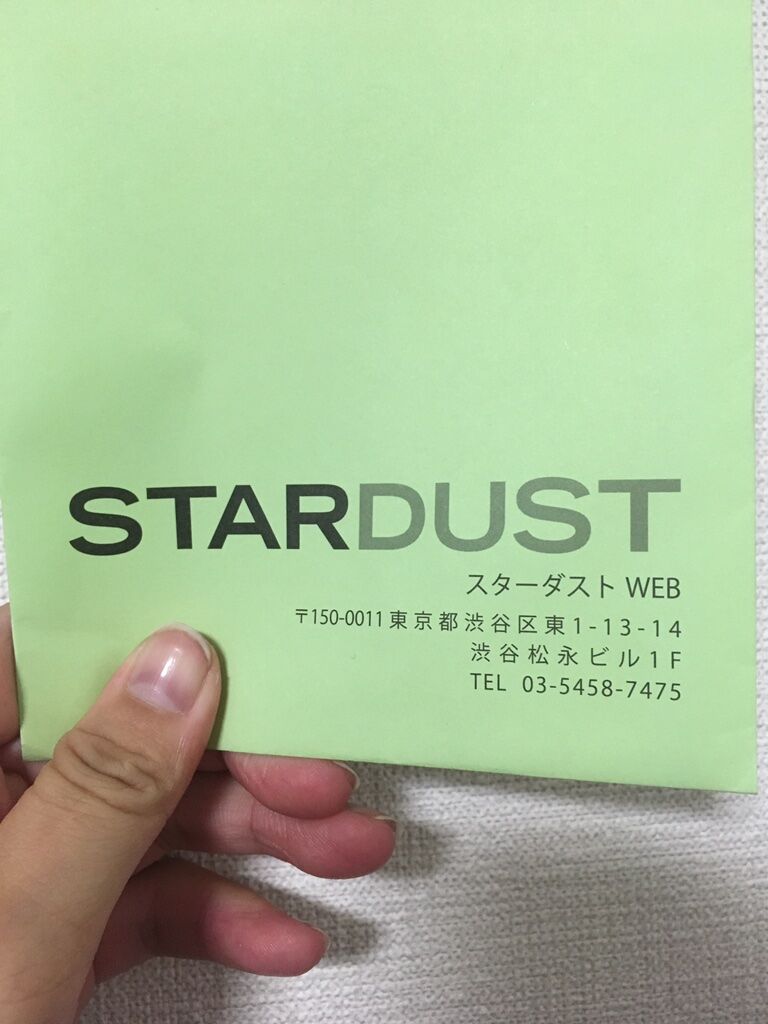 STARDUST
スターダスト WEB
〒150-0011 東京都渋谷区東1-13-14
渋谷松永ビル1F
TEL 03-5458-7475